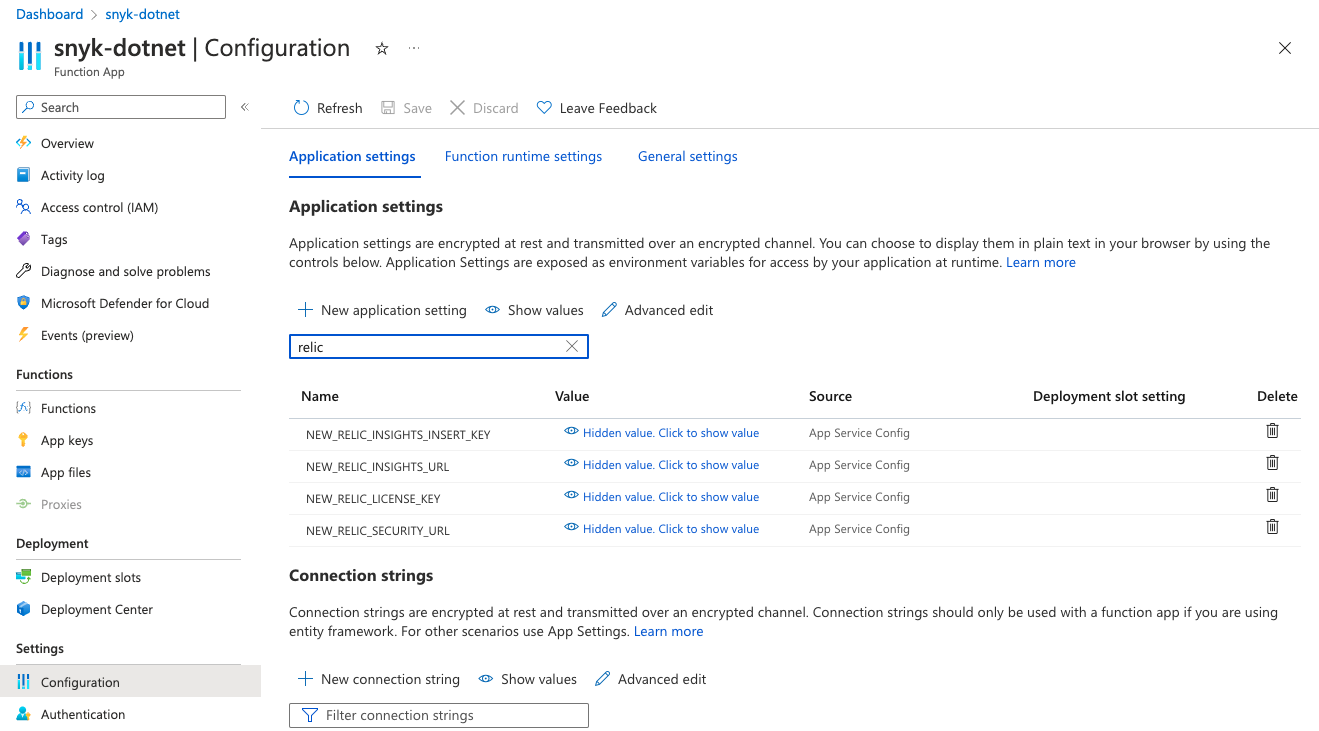 Dashboard > snyk-dotnet
snyk-dotnet | Configuration ☆ ...
Function App
Search «
Refresh Save Discard Leave Feedback
Overview
Activity log
Access control (IAM)
Tags
Diagnose and solve problems
Microsoft Defender for Cloud
Events (preview)
Functions
Functions
App keys
App files
Proxies
Deployment
Deployment slots
Deployment Center
Settings
Configuration
Authentication
Application settings Function runtime settings General settings
Application settings
Application settings are encrypted at rest and transmitted over an encrypted channel. You can choose to display them in plain text in your browser by using the
controls below. Application Settings are exposed as environment variables for access by your application at runtime. Learn more
New application setting Show values Advanced edit
relic
Name Value Source Deployment slot setting Delete
NEW_RELIC_INSIGHTS_INSERT_KEY Hidden value. Click to show value App Service Config
NEW_RELIC_INSIGHTS_URL Hidden value. Click to show value App Service Config
NEW_RELIC_LICENSE_KEY Hidden value. Click to show value App Service Config
NEW_RELIC_SECURITY_URL Hidden value. Click to show value App Service Config
Connection strings
Connection strings are encrypted at rest and transmitted over an encrypted channel. Connection strings should only be used with a function app if you are using
entity framework. For other scenarios use App Settings. Learn more
New connection string Show values Advanced edit
Filter connection strings